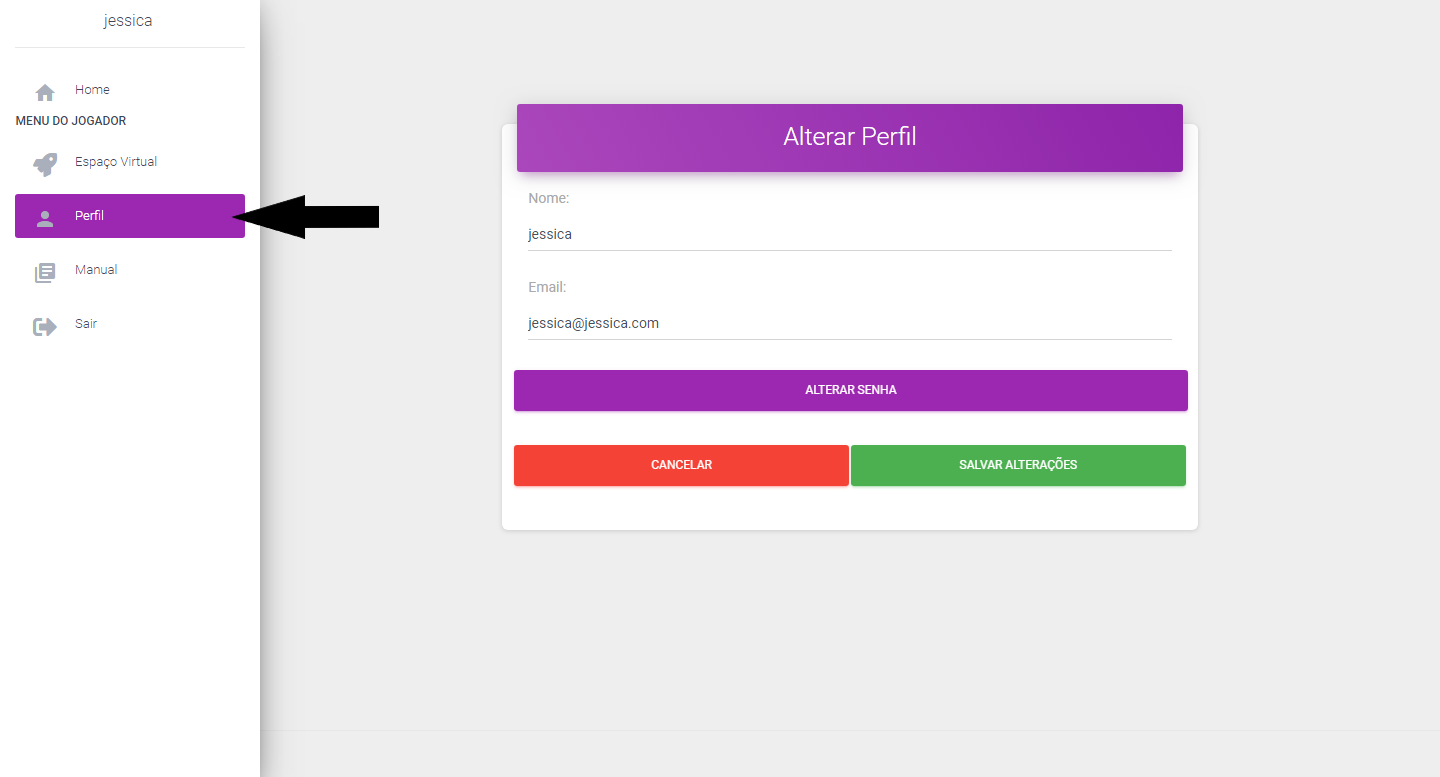 jessica
Home
MENU DO JOGADOR
Espaço Virtual
Perfil
Manual
Sair
Alterar Perfil
Nome:
jessica
Email:
jessica@jessica.com
ALTERAR SENHA
CANCELAR
SALVAR ALTERAÇÕES